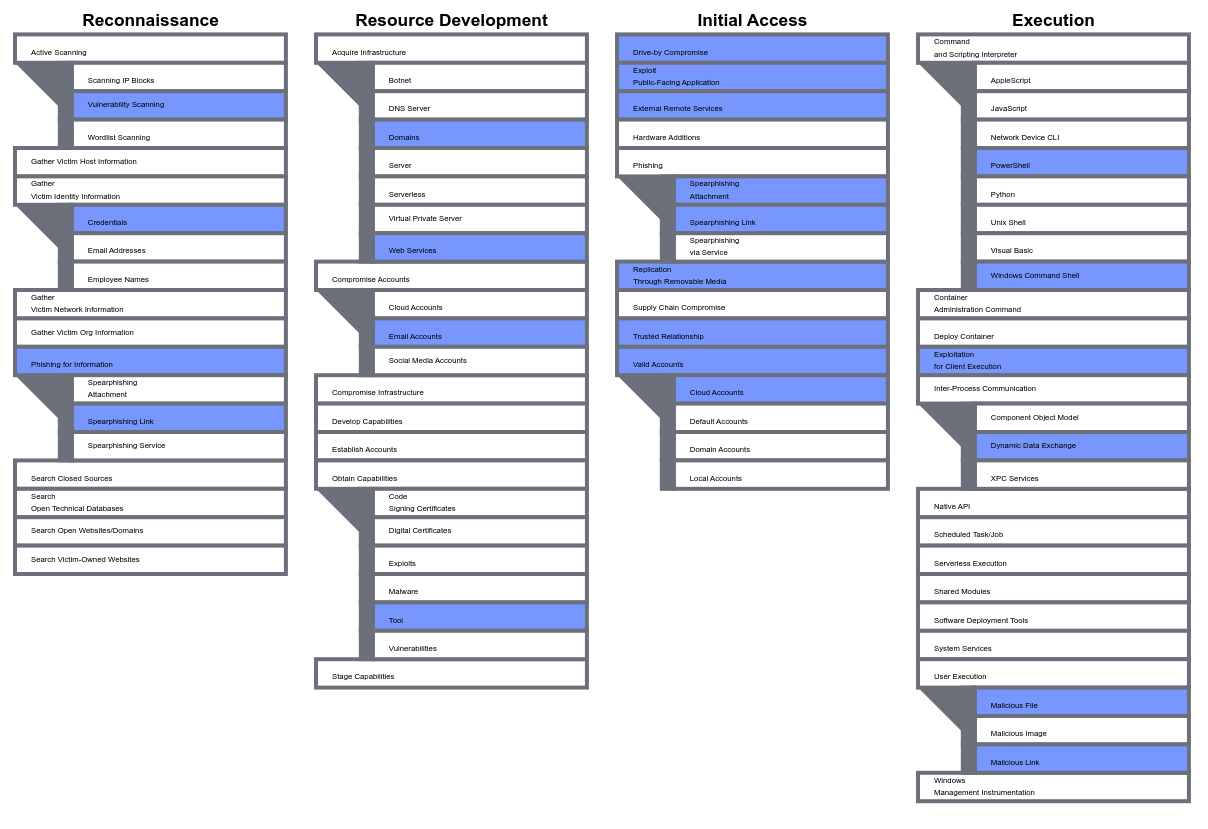 Reconnaissance
Active Scanning
Scanning IP Blocks
Vulnerability Scanning
Wordlist Scanning
Gather Victim Host Information
Gather
Victim Identity Information
Credentials
Email Addresses
Employee Names
Gather
Victim Network Information
Gather Victim Org Information
Phishing for Information
Spearphishing
Attachment
Spearphishing Link
Spearphishing Service
Search Closed Sources
Search
Open Technical Databases
Search Open Websites/Domains
Search Victim-Owned Websites
Resource Development
Acquire Infrastructure
Botnet
DNS Server
Domains
Server
Serverless
Virtual Private Server
Web Services
Compromise Accounts
Cloud Accounts
Email Accounts
Social Media Accounts
Compromise Infrastructure
Develop Capabilities
Establish Accounts
Obtain Capabilities
Code
Signing Certificates
Digital Certificates
Exploits
Malware
Tool
Vulnerabilities
Stage Capabilities
Initial Access
Drive-by Compromise
Exploit
Public-Facing Application
External Remote Services
Hardware Additions
Phishing
Spearphishing
Attachment
Spearphishing Link
Spearphishing
via Service
Replication
Through Removable Media
Supply Chain Compromise
Trusted Relationship
Valid Accounts
Cloud Accounts
Default Accounts
Domain Accounts
Local Accounts
Execution
Command
and Scripting Interpreter
AppleScript
JavaScript
Network Device CLI
PowerShell
Python
Unix Shell
Visual Basic
Windows Command Shell
Container
Administration Command
Deploy Container
Exploitation
for Client Execution
Inter-Process Communication
Component Object Model
Dynamic Data Exchange
XPC Services
Native API
Scheduled Task/Job
Serverless Execution
Shared Modules
Software Deployment Tools
System Services
User Execution
Malicious File
Malicious Image
Malicious Link
Windows
Management Instrumentation